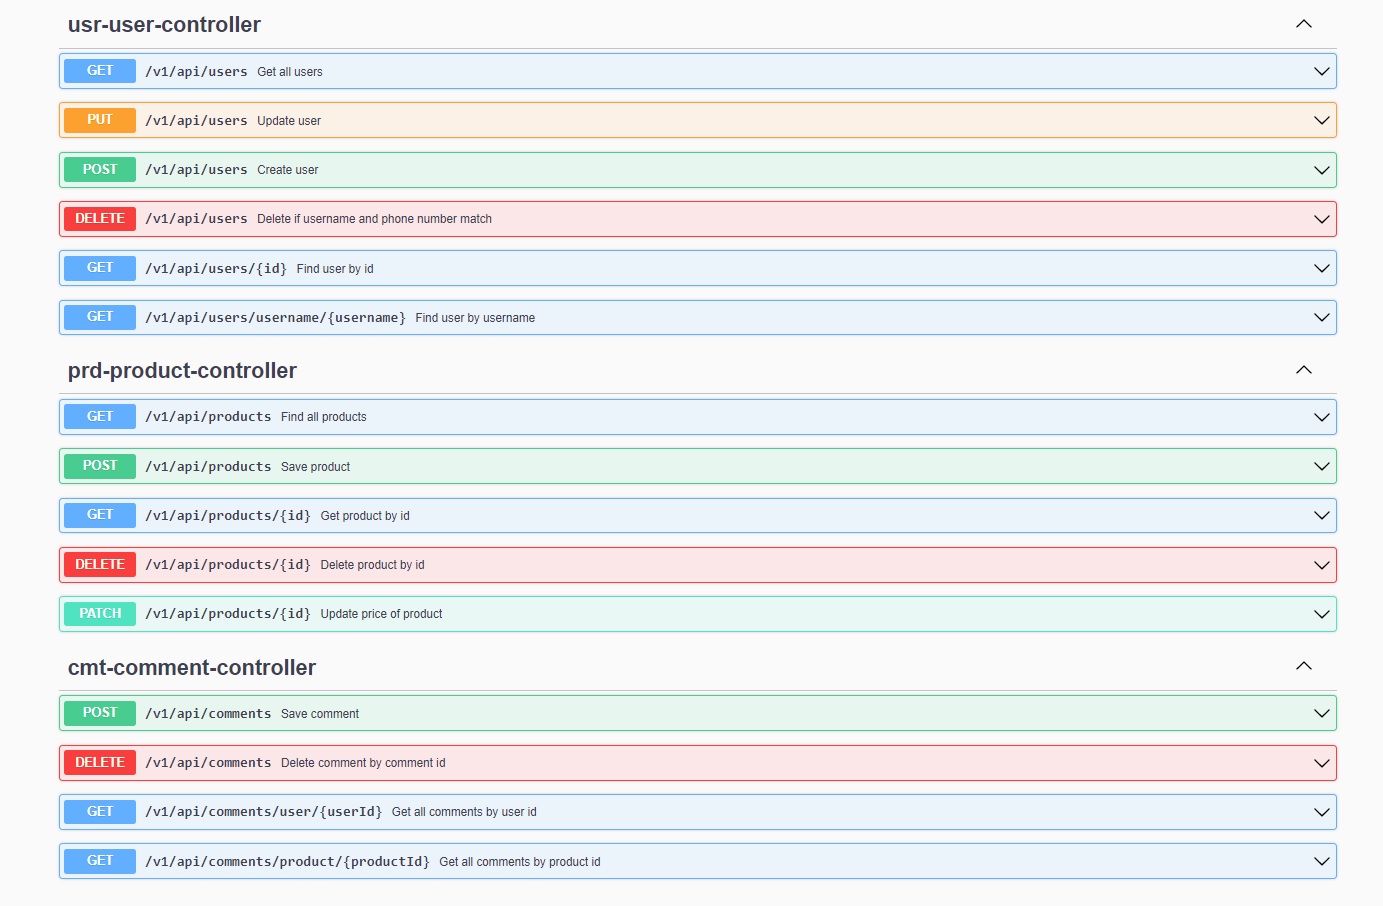 usr-user-controller
GET /v1/api/users Get all users
PUT /v1/api/users Update user
POST /v1/api/users Create user
DELETE /v1/api/users Delete if username and phone number match
GET /v1/api/users/{id} Find user by id
GET /v1/api/users/username/{username} Find user by username
prd-product-controller
GET /v1/api/products Find all products
POST /v1/api/products Save product
GET /v1/api/products/{id} Get product by id
DELETE /v1/api/products/{id} Delete product by id
PATCH /v1/api/products/{id} Update price of product
cmt-comment-controller
POST /v1/api/comments Save comment
DELETE /v1/api/comments Delete comment by comment id
GET /v1/api/comments/user/{userId} Get all comments by user id
GET /v1/api/comments/product/{productId} Get all comments by product id